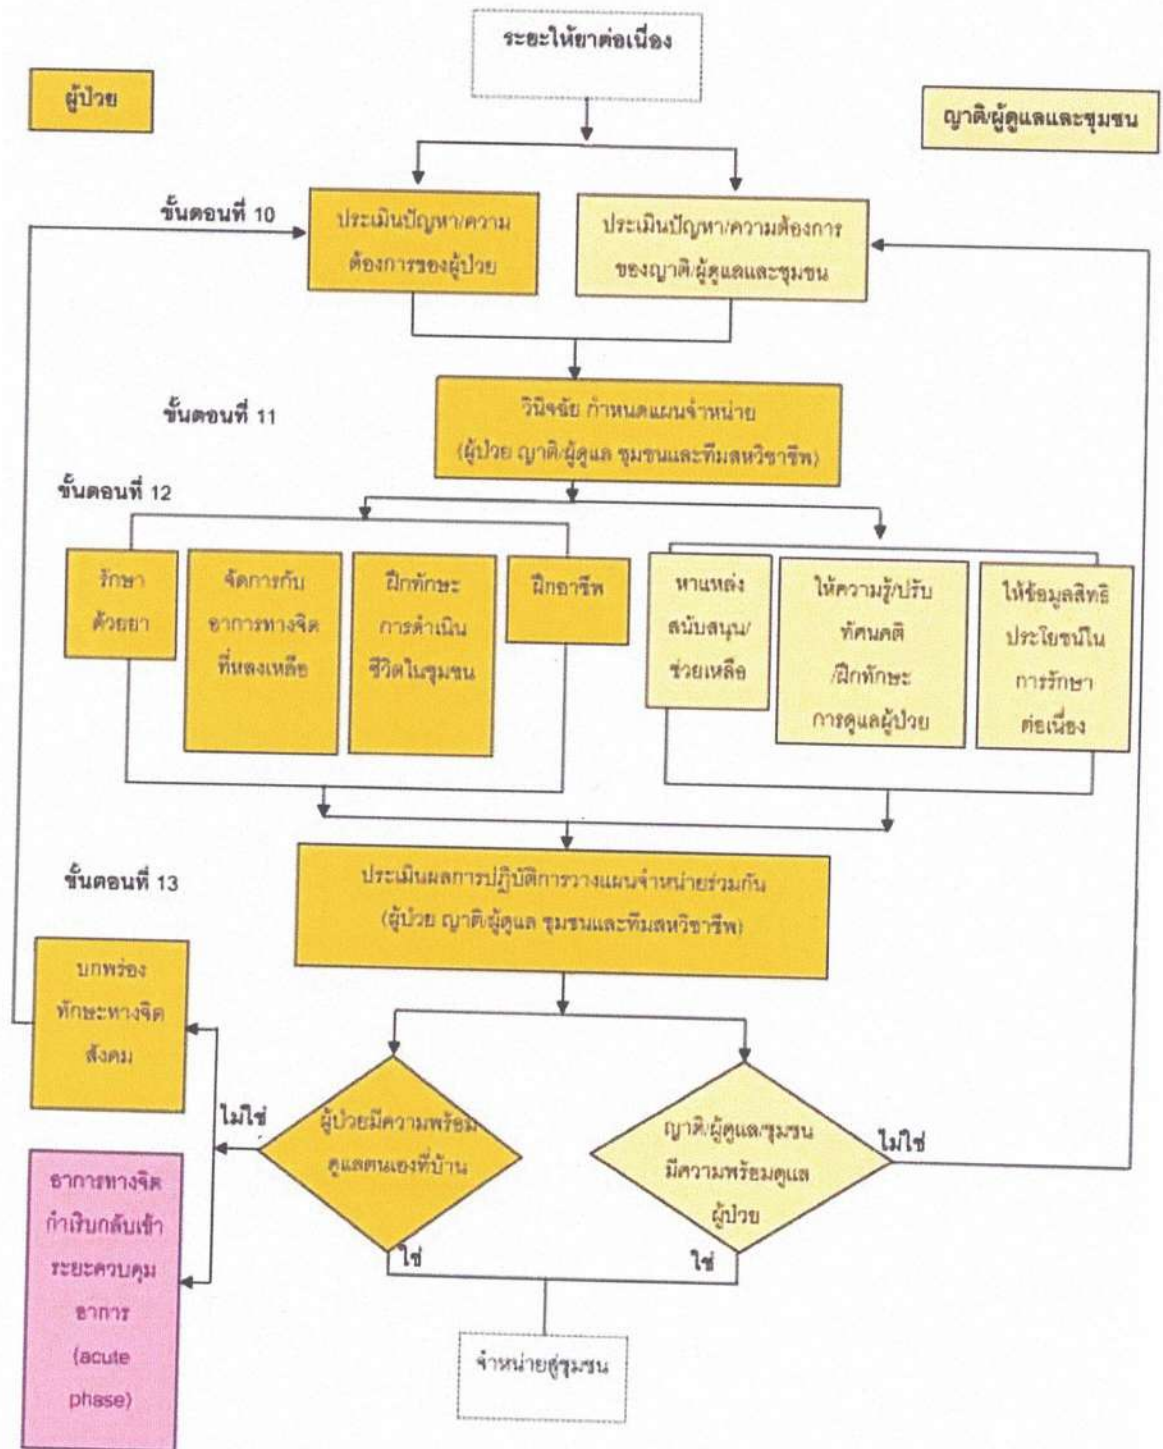 ระยะให้ยาต่อเนื่อง
ผู้ป่วย
ญาติ/ผู้ดูแลและชุมชน
ขั้นตอนที่ 10
ประเมินปัญหา/ความ
ต้องการของผู้ป่วย
ประเมินปัญหา/ความต้องการ
ของญาติ/ผู้ดูแลและชุมชน
ขั้นตอนที่ 11
วินิจฉัย กำหนดแผนจำหน่าย
(ผู้ป่วย ญาติ/ผู้ดูแล ชุมชนและทีมสหวิชาชีพ)
ขั้นตอนที่ 12
รักษา
ด้วยยา
จัดการกับ
อาการทางจิต
ที่หลงเหลือ
ฝึกทักษะ
การดำเนิน
ชีวิตในชุมชน
ฝึกอาชีพ
หาแหล่ง
สนับสนุน/
ช่วยเหลือ
ให้ความรู้/ปรับ
ทัศนคติ
/ฝึกทักษะ
การดูแลผู้ป่วย
ให้ข้อมูลสิทธิ
ประโยชน์ใน
การรักษา
ต่อเนื่อง
ขั้นตอนที่ 13
ประเมินผลการปฏิบัติการวางแผนจำหน่ายร่วมกัน
(ผู้ป่วย ญาติ/ผู้ดูแล ชุมชนและทีมสหวิชาชีพ)
บกพร่อง
ทักษะทางจิต
สังคม
ไม่ใช่
ผู้ป่วยมีความพร้อม
ดูแลตนเองที่บ้าน
ญาติ/ผู้ดูแล/ชุมชน
มีความพร้อมดูแล
ผู้ป่วย
ไม่ใช่
อาการทางจิต
กำเริบกลับเข้า
ระยะควบคุม
อาการ
(acute
phase)
ใช่
ใช่
จำหน่ายสู่ชุมชน